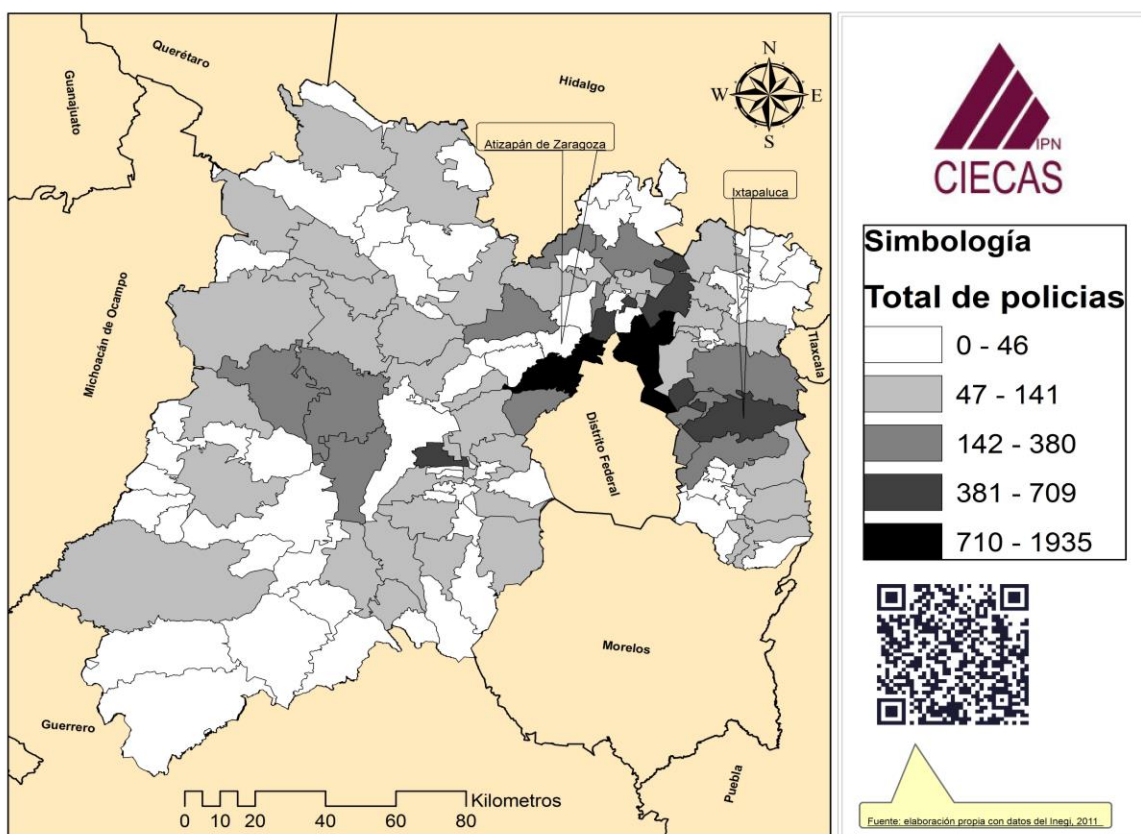 Querétaro
Guanajuato
Hidalgo
N
W
E
S
Atizapán de Zaragoza
Ixtapaluca
Michoacán de Ocampo
Tlaxcala
Distrito Federal
Morelos
Guerrero
Puebla
Kilometros
0 10 20 40 60 80
IPN
CIECAS
Simbología
Total de policias
0 - 46
47 - 141
142 - 380
381 - 709
710 - 1935
Fuente: elaboración propia con datos del Inegi, 2011.